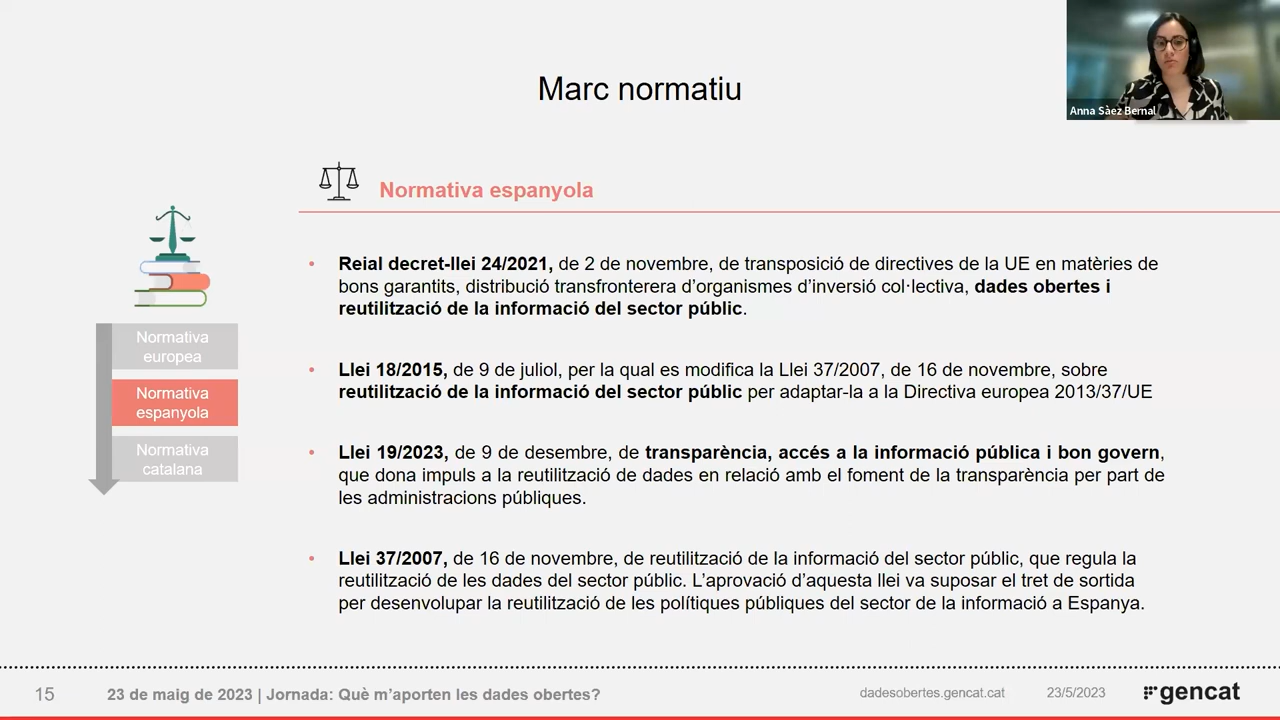 Marc normatiu
Anna Sàez Bernal
Normativa espanyola
Normativa
europea
Normativa
espanyola
Normativa
catalana
• Reial decret-llei 24/2021, de 2 de novembre, de transposició de directives de la UE en matèries de
bons garantits, distribució transfronterera d’organismes d’inversió col·lectiva, dades obertes i
reutilització de la informació del sector públic.
• Llei 18/2015, de 9 de juliol, per la qual es modifica la Llei 37/2007, de 16 de novembre, sobre
reutilització de la informació del sector públic per adaptar-la a la Directiva europea 2013/37/UE
• Llei 19/2023, de 9 de desembre, de transparència, accés a la informació pública i bon govern,
que dona impuls a la reutilització de dades en relació amb el foment de la transparència per part de
les administracions públiques.
• Llei 37/2007, de 16 de novembre, de reutilització de la informació del sector públic, que regula la
reutilització de les dades del sector públic. L’aprovació d’aquesta llei va suposar el tret de sortida
per desenvolupar la reutilització de les polítiques públiques del sector de la informació a Espanya.
15
23 de maig de 2023 | Jornada: Què m’aporten les dades obertes?
dadesobertes.gencat.cat
23/5/2023
gencat